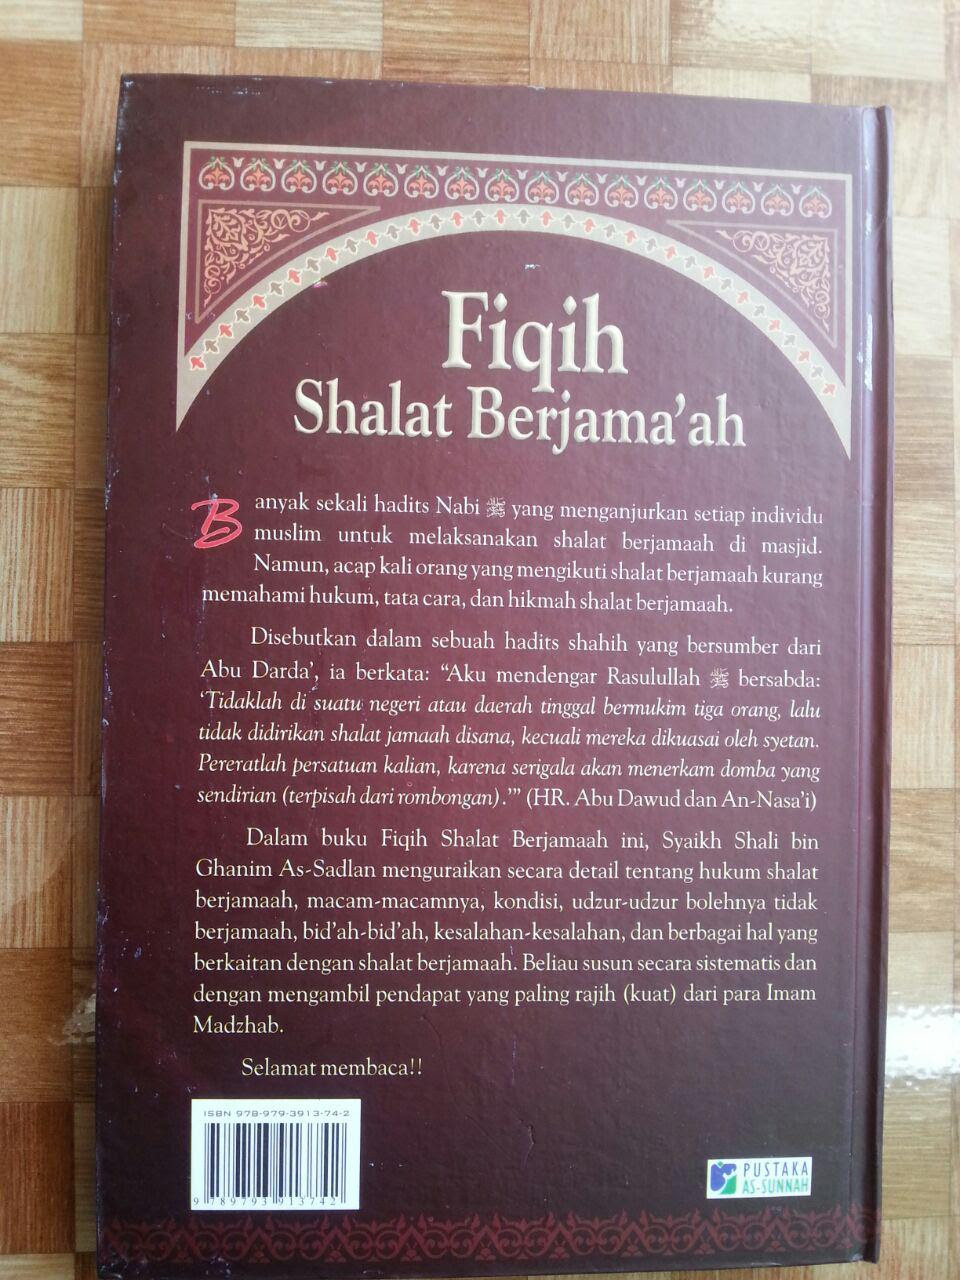 Fiqih
Shalat Berjama'ah
Banyak sekali hadits Nabi ﷺ yang menganjurkan setiap individu
muslim untuk melaksanakan shalat berjamaah di masjid.
Namun, acap kali orang yang mengikuti shalat berjamaah kurang
memahami hukum, tata cara, dan hikmah shalat berjamaah.
Disebutkan dalam sebuah hadits shahih yang bersumber dari
Abu Darda', ia berkata: “Aku mendengar Rasulullah ﷺ bersabda:
‘Tidaklah di suatu negeri atau daerah tinggal bermukim tiga orang, lalu
tidak didirikan shalat jamaah disana, kecuali mereka dikuasai oleh syetan.
Pereratlah persatuan kalian, karena serigala akan menerkam domba yang
sendirian (terpisah dari rombongan).’” (HR. Abu Dawud dan An-Nasa'i)
Dalam buku Fiqih Shalat Berjamaah ini, Syaikh Shali bin
Ghanim As-Sadlan menguraikan secara detail tentang hukum shalat
berjamaah, macam-macamnya, kondisi, udzur-udzur bolehnya tidak
berjamaah, bid'ah-bid'ah, kesalahan-kesalahan, dan berbagai hal yang
berkaitan dengan shalat berjamaah. Beliau susun secara sistematis dan
dengan mengambil pendapat yang paling rajih (kuat) dari para Imam
Madzhab.
Selamat membaca!!
ISBN 978-979-3913-74-2
9 789793 913742
PUSTAKA
AS-SUNNAH